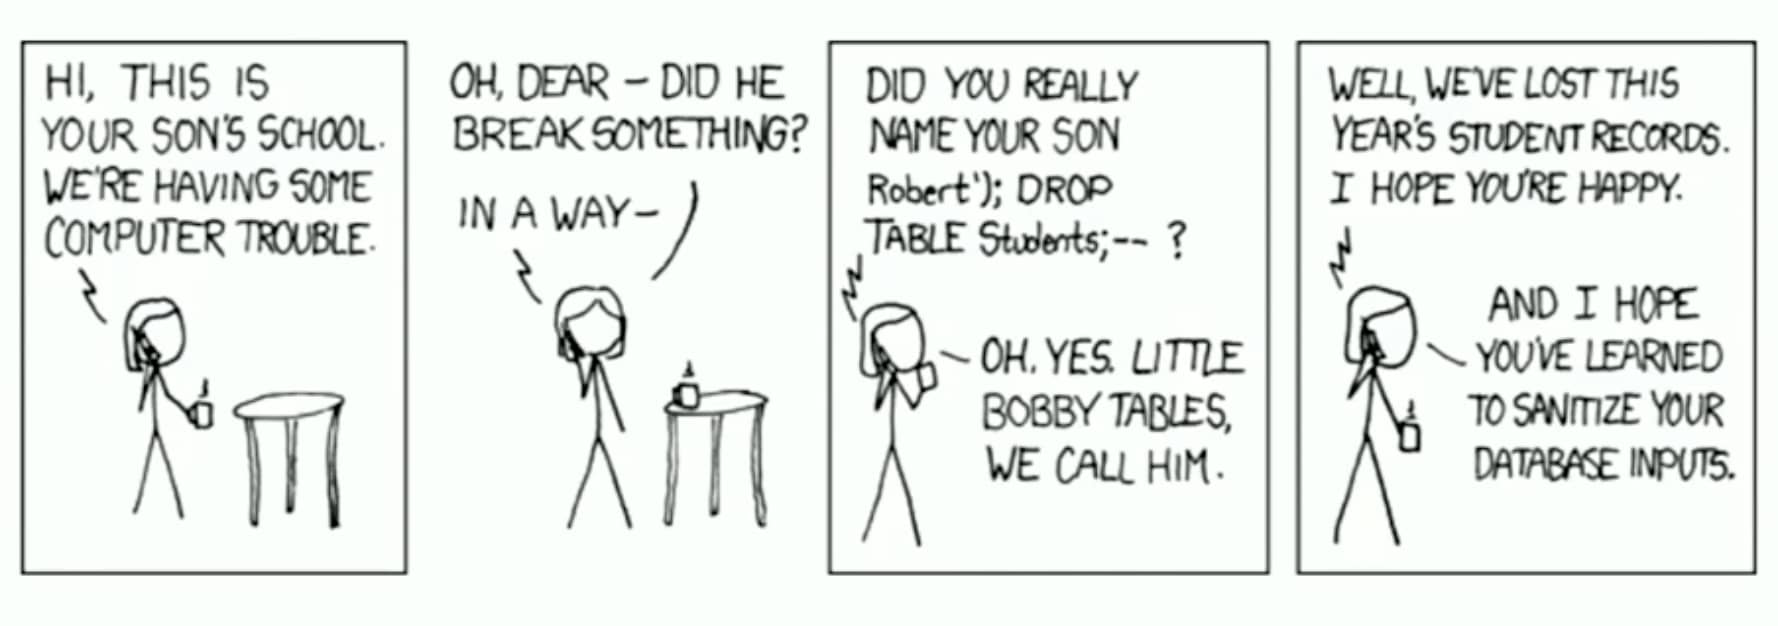 HI, THIS IS
YOUR SON'S SCHOOL.
WE'RE HAVING SOME
COMPUTER TROUBLE.
OH, DEAR – DID HE
BREAK SOMETHING?
IN A WAY–
DID YOU REALLY
NAME YOUR SON
Robert'); DROP
TABLE Students;-- ?
OH. YES. LITTLE
BOBBY TABLES,
WE CALL HIM.
WELL, WE'VE LOST THIS
YEAR'S STUDENT RECORDS.
I HOPE YOU'RE HAPPY.
AND I HOPE
YOU'VE LEARNED
TO SANITIZE YOUR
DATABASE INPUTS.